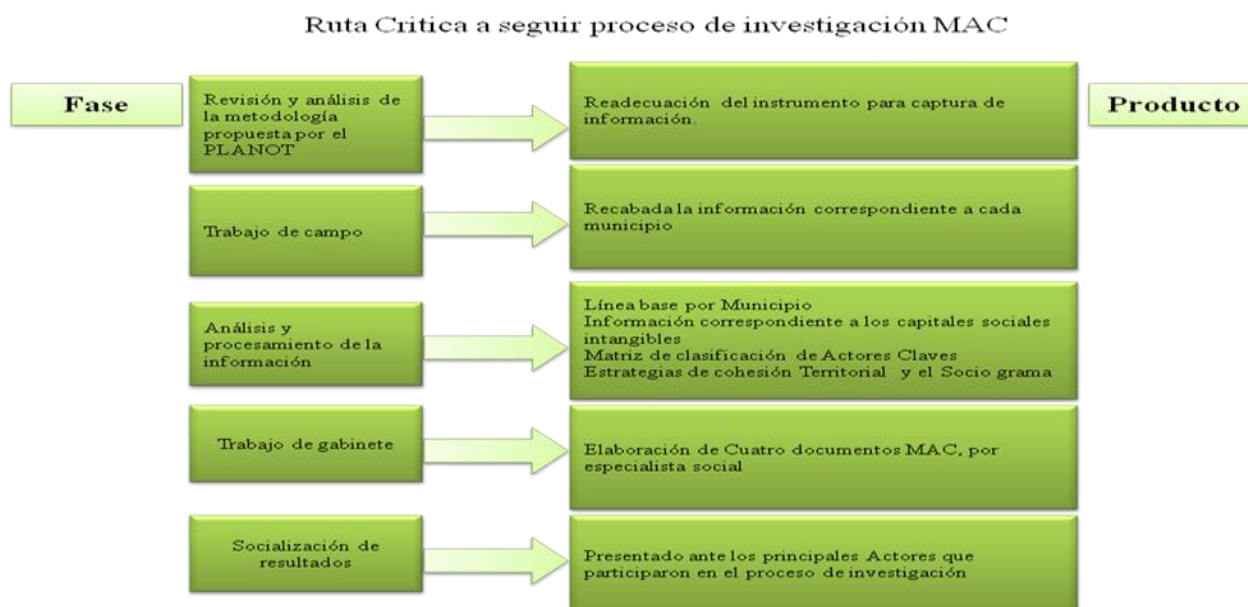 Ruta Critica a seguir proceso de investigación MAC
Fase
Producto
Revisión y análisis de
la metodología
propuesta por el
PLANOT
Readecuación del instrumento para captura de
información.
Trabajo de campo
Recabada la información correspondiente a cada
municipio
Análisis y
procesamiento de la
información
Línea base por Municipio
Información correspondiente a los capitales sociales
intangibles
Matriz de clasificación de Actores Claves
Estrategias de cohesión Territorial y el Socio grama
Trabajo de gabinete
Elaboración de Cuatro documentos MAC, por
especialista social
Socialización de
resultados
Presentado ante los principales Actores que
participaron en el proceso de investigación